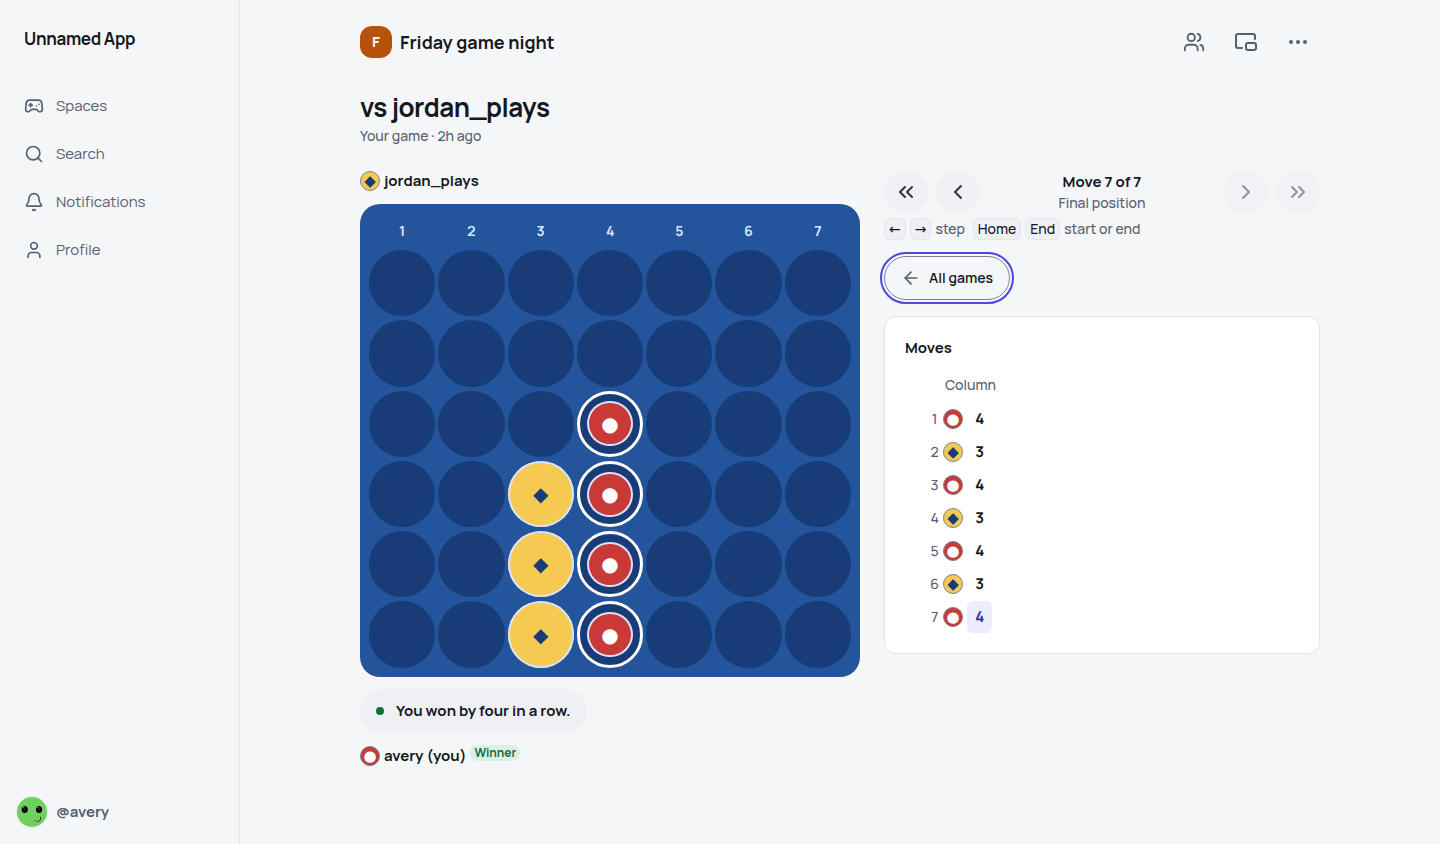 Unnamed App
Spaces
Search
Notifications
Profile
@avery
F Friday game night
vs jordan_plays
Your game · 2h ago
jordan_plays
1 2 3 4 5 6 7
You won by four in a row.
avery (you) Winner
Move 7 of 7
Final position
← → step Home End start or end
All games
Moves
Column
1 4
2 3
3 4
4 3
5 4
6 3
7 4